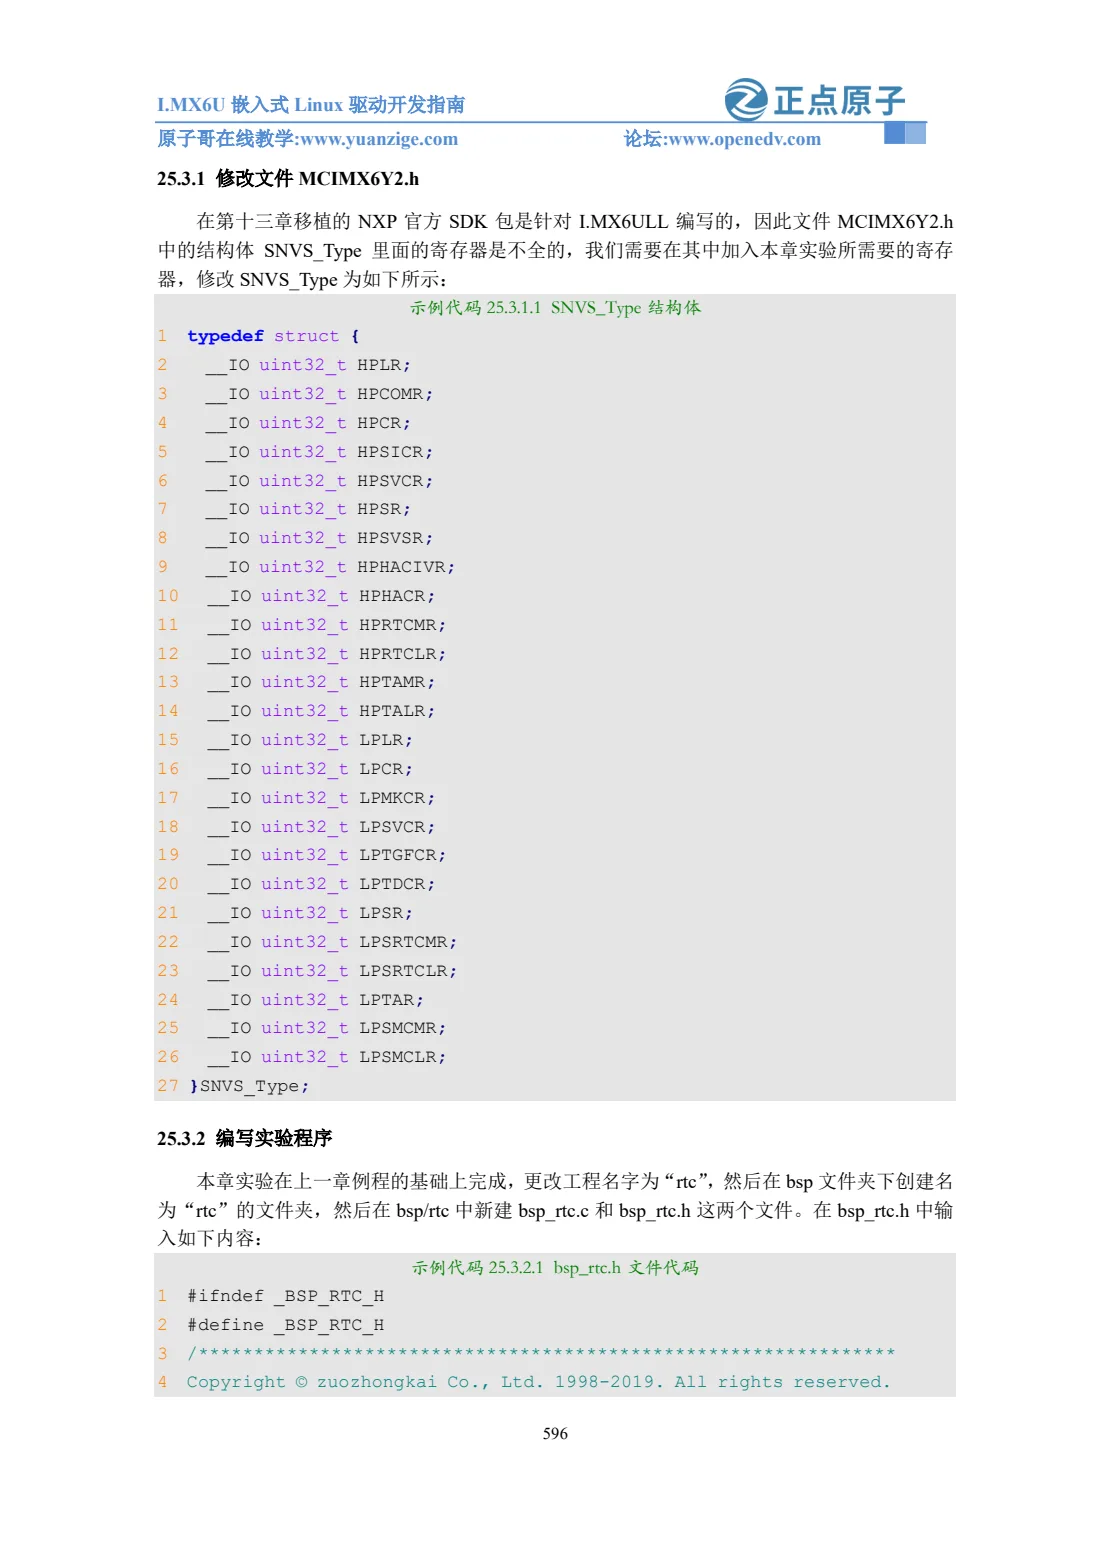 I.MX6U 嵌入式 Linux 驱动开发指南
正点原子
原子哥在线教学:www.yuanzige.com 论坛:www.openedv.com
25.3.1 修改文件 MCIMX6Y2.h
在第十三章移植的 NXP 官方 SDK 包是针对 I.MX6ULL 编写的，因此文件 MCIMX6Y2.h
中的结构体 SNVS_Type 里面的寄存器是不全的，我们需要在其中加入本章实验所需要的寄存
器，修改 SNVS_Type 为如下所示：
示例代码 25.3.1.1 SNVS_Type 结构体
1 typedef struct {
2 __IO uint32_t HPLR;
3 __IO uint32_t HPCOMR;
4 __IO uint32_t HPCR;
5 __IO uint32_t HPSICR;
6 __IO uint32_t HPSVCR;
7 __IO uint32_t HPSR;
8 __IO uint32_t HPSVSR;
9 __IO uint32_t HPHACIVR;
10 __IO uint32_t HPHACR;
11 __IO uint32_t HPRTCMR;
12 __IO uint32_t HPRTCLR;
13 __IO uint32_t HPTAMR;
14 __IO uint32_t HPTALR;
15 __IO uint32_t LPLR;
16 __IO uint32_t LPCR;
17 __IO uint32_t LPMKCR;
18 __IO uint32_t LPSVCR;
19 __IO uint32_t LPTGFCR;
20 __IO uint32_t LPTDCR;
21 __IO uint32_t LPSR;
22 __IO uint32_t LPSRTCMR;
23 __IO uint32_t LPSRTCLR;
24 __IO uint32_t LPTAR;
25 __IO uint32_t LPSMCMR;
26 __IO uint32_t LPSMCLR;
27 }SNVS_Type;
25.3.2 编写实验程序
本章实验在上一章例程的基础上完成，更改工程名字为“rtc”，然后在 bsp 文件夹下创建名
为“rtc”的文件夹，然后在 bsp/rtc 中新建 bsp_rtc.c 和 bsp_rtc.h 这两个文件。在 bsp_rtc.h 中输
入如下内容：
示例代码 25.3.2.1 bsp_rtc.h 文件代码
1 #ifndef _BSP_RTC_H
2 #define _BSP_RTC_H
3 /****************************************************************
4 Copyright © zuozhongkai Co., Ltd. 1998-2019. All rights reserved.
596